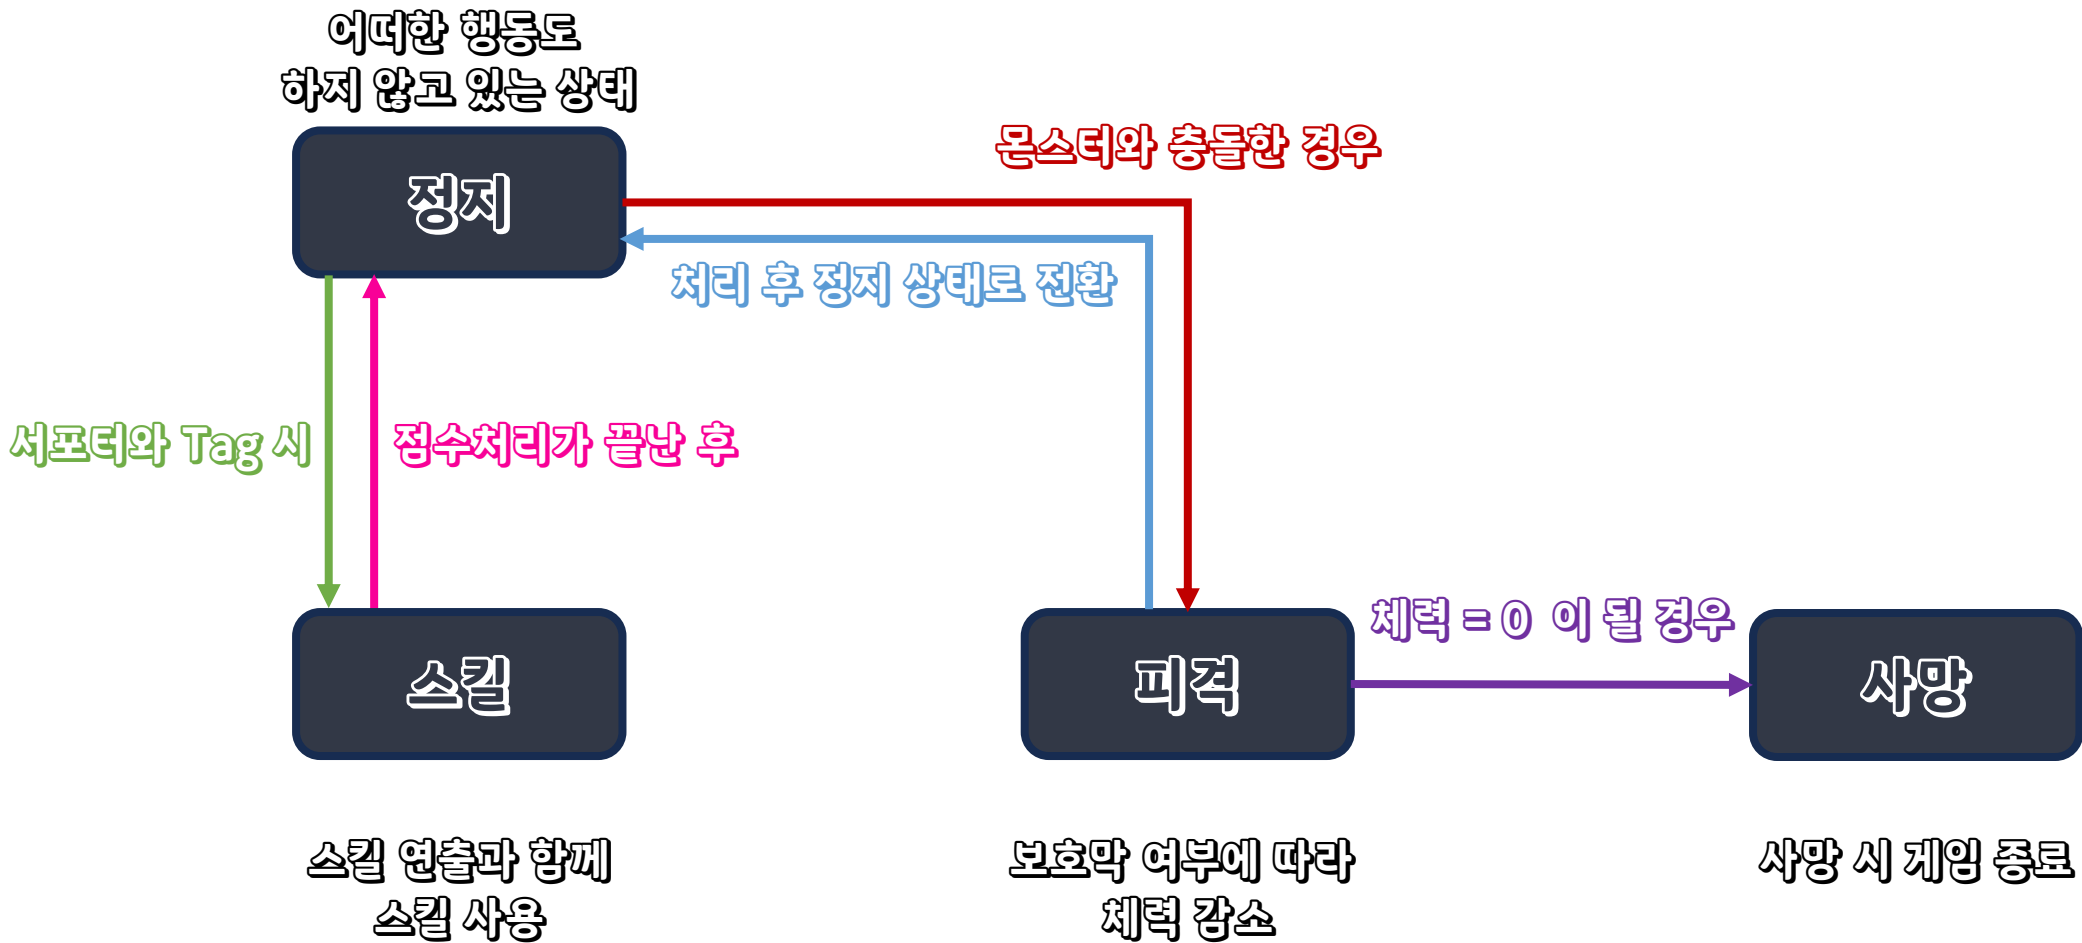 어떠한 행동도
하지 않고 있는 상태
정지
몬스터와 충돌한 경우
처리 후 정지 상태로 전환
서포터와 Tag 시
점수처리가 끝난 후
스킬
피격
체력 = 0 이 될 경우
사망
스킬 연출과 함께
스킬 사용
보호막 여부에 따라
체력 감소
사망 시 게임 종료